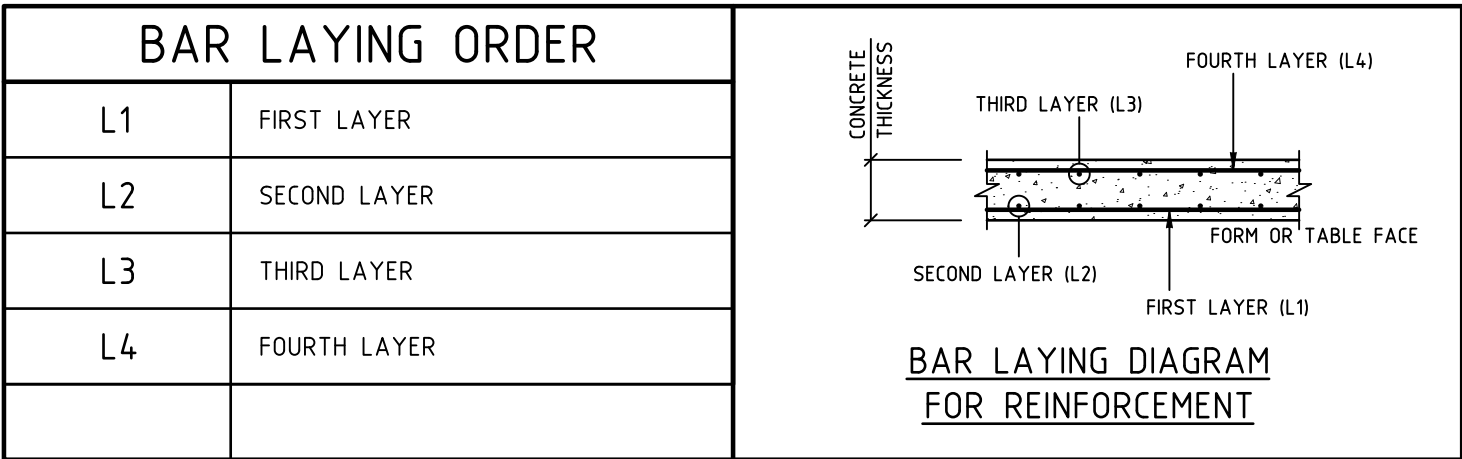 BAR LAYING ORDER
L1 FIRST LAYER
L2 SECOND LAYER
L3 THIRD LAYER
L4 FOURTH LAYER
CONCRETE
THICKNESS
FOURTH LAYER (L4)
THIRD LAYER (L3)
FORM OR TABLE FACE
SECOND LAYER (L2)
FIRST LAYER (L1)
BAR LAYING DIAGRAM
FOR REINFORCEMENT